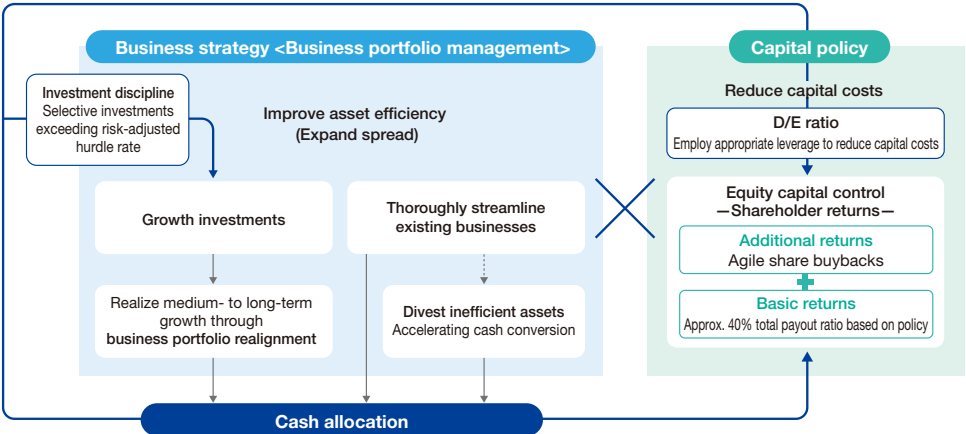 Business strategy <Business portfolio management>
Investment discipline
Selective investments
exceeding risk-adjusted
hurdle rate
Improve asset efficiency
(Expand spread)
Growth investments
Thoroughly streamline
existing businesses
Realize medium- to long-term
growth through
business portfolio realignment
Divest inefficient assets
Accelerating cash conversion
Capital policy
Reduce capital costs
D/E ratio
Employ appropriate leverage to reduce capital costs
Equity capital control
—Shareholder returns—
Additional returns
Agile share buybacks
Basic returns
Approx. 40% total payout ratio based on policy
Cash allocation